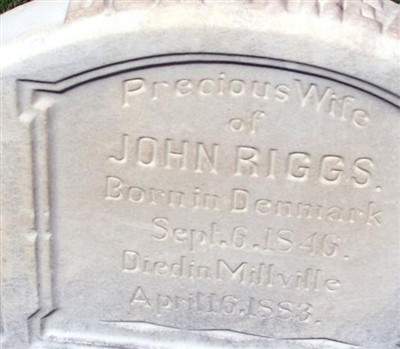 Precious Wife
of
JOHN RIGGS.
Born in Denmark
Sept. 6. 1846.
Died in Millville
April 16. 1883.